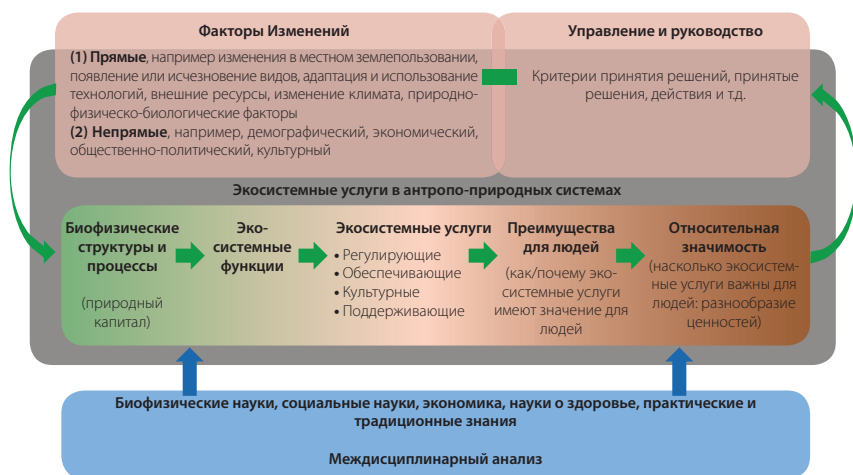 Факторы Изменений
(1) Прямые, например изменения в местном землепользовании,
появление или исчезновение видов, адаптация и использование
технологий, внешние ресурсы, изменение климата, природно-
физическо-биологические факторы
(2) Непрямые, например, демографический, экономический,
общественно-политический, культурный
Управление и руководство
Критерии принятия решений, принятые
решения, действия и т.д.
Экосистемные услуги в антропо-природных системах
Биофизические
структуры и
процессы
(природный
капитал)
Эко-
системные
функции
Экосистемные услуги
• Регулирующие
• Обеспечивающие
• Культурные
• Поддерживающие
Преимущества
для людей
(как/почему эко-
системные услуги
имеют значение для
людей
Относительная
значимость
(насколько экосистем-
ные услуги важны для
людей: разнообразие
ценностей)
Биофизические науки, социальные науки, экономика, науки о здоровье, практические и
традиционные знания
Междисциплинарный анализ